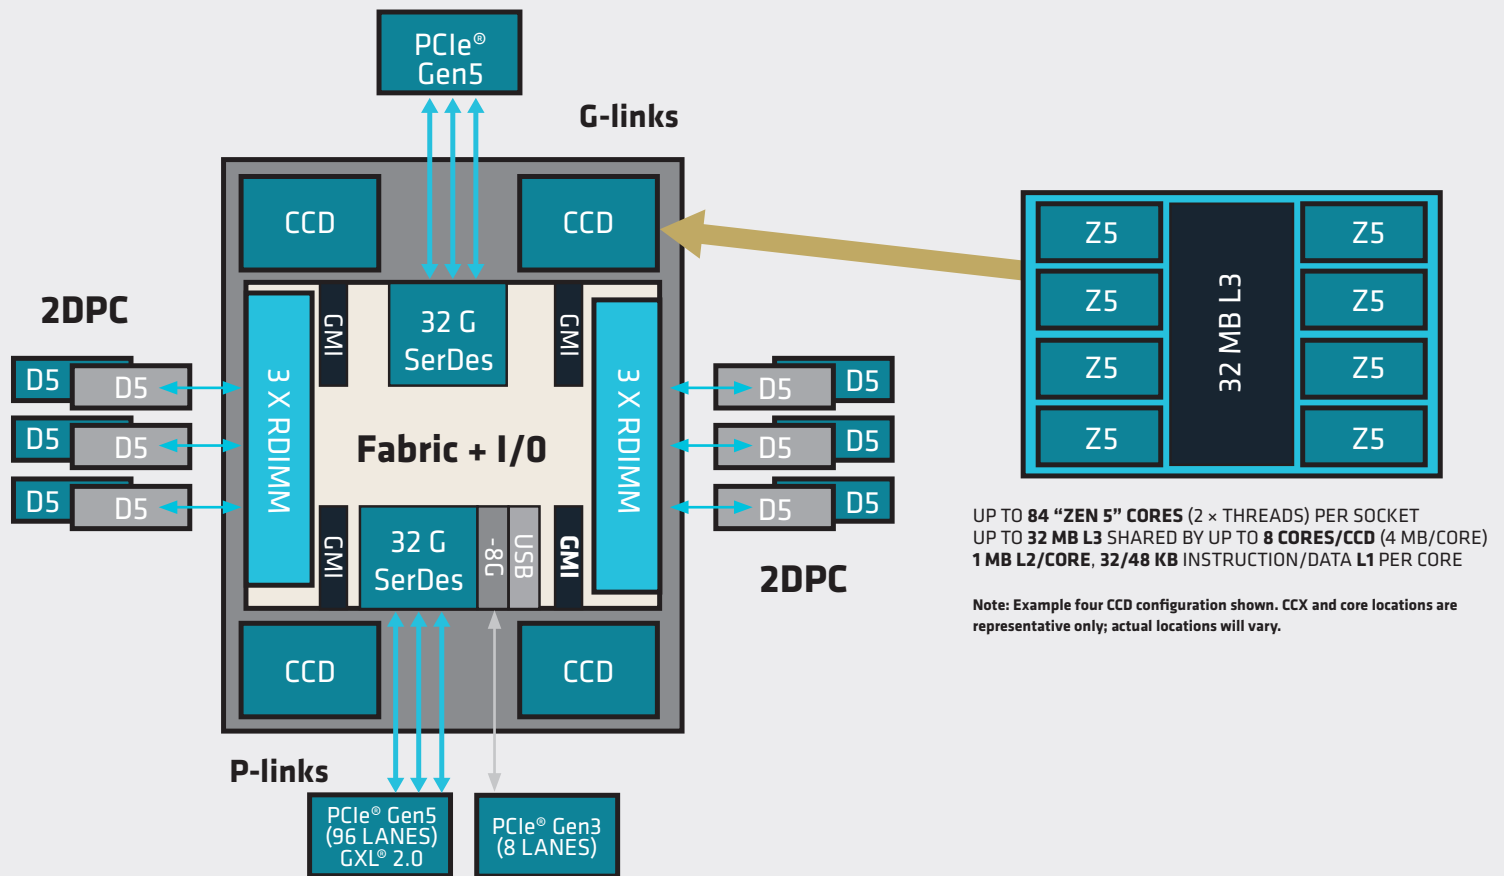 PCIe®
Gen5
G-links
CCD
CCD
2DPC
GMI
32 G
SerDes
GMI
3 X RDIMM
3 X RDIMM
D5
D5
D5
D5
D5
D5
D5
D5
D5
D5
D5
D5
Fabric + I/0
GMI
32 G
SerDes
-8G
USB
GMI
2DPC
CCD
CCD
P-links
PCIe® Gen5
(96 LANES)
GXL® 2.0
PCIe® Gen3
(8 LANES)
Z5
Z5
Z5
Z5
32 MB L3
Z5
Z5
Z5
Z5
UP TO 84 “ZEN 5” CORES (2 × THREADS) PER SOCKET
UP TO 32 MB L3 SHARED BY UP TO 8 CORES/CCD (4 MB/CORE)
1 MB L2/CORE, 32/48 KB INSTRUCTION/DATA L1 PER CORE
Note: Example four CCD configuration shown. CCX and core locations are
representative only; actual locations will vary.